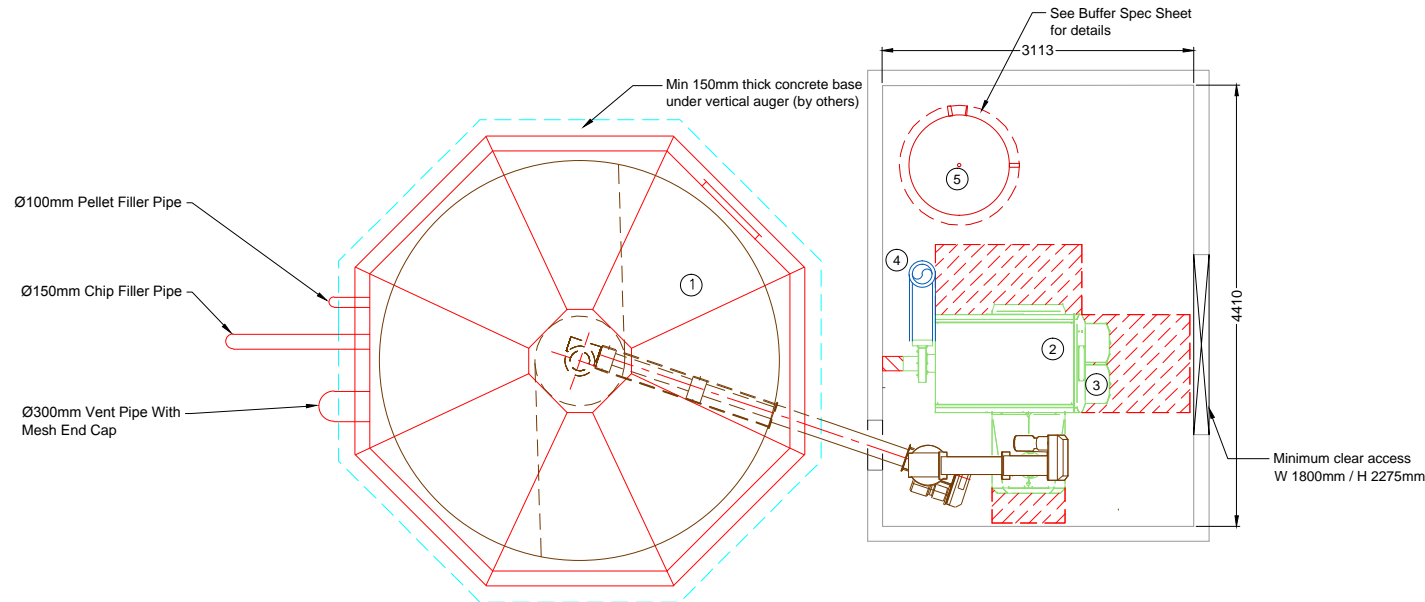 See Buffer Spec Sheet
for details
3113
Min 150mm thick concrete base
under vertical auger (by others)
5
Ø100mm Pellet Filler Pipe
4
1
Ø150mm Chip Filler Pipe
4410
2
3
Ø300mm Vent Pipe With
Mesh End Cap
Minimum clear access
W 1800mm / H 2275mm